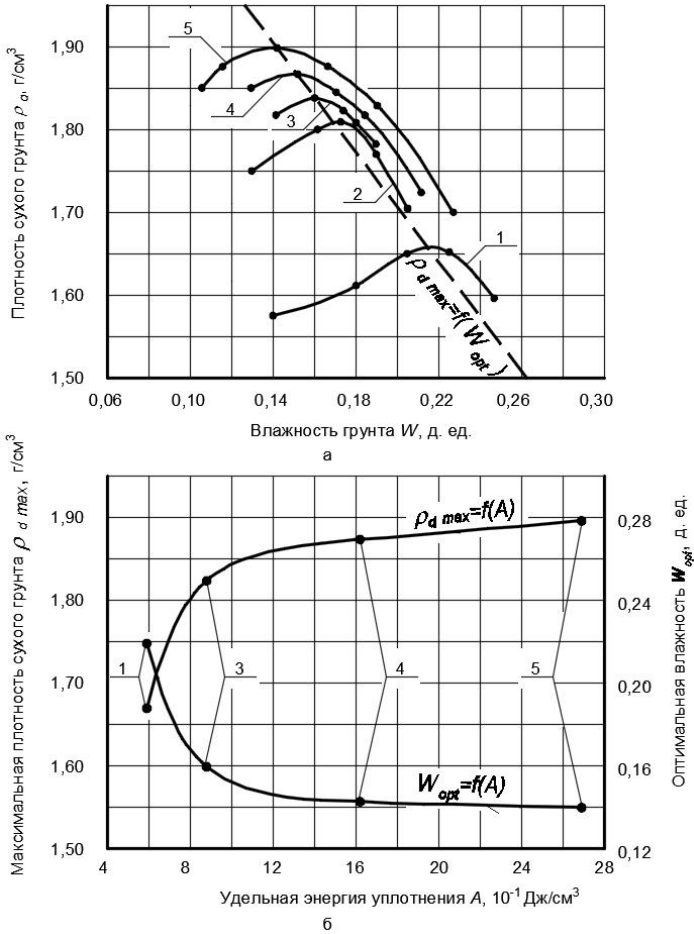 Плотность сухого грунта ρ₀, г/см³
1,90
1,80
1,70
1,60
1,50
5
4
3
2
1
ρd max=f(Wopt)
0,06 0,10 0,14 0,18 0,22 0,26 0,30
Влажность грунта W, д. ед.
а
Максимальная плотность сухого грунта ρ d max, г/см³
1,90
1,80
1,70
1,60
1,50
ρd max=f(A)
1
3
4
5
Wopt=f(A)
0,28
0,24
0,20
0,16
0,12
Оптимальная влажность Wopt, д. ед.
4 8 12 16 20 24 28
Удельная энергия уплотнения А, 10⁻¹ Дж/см³
б